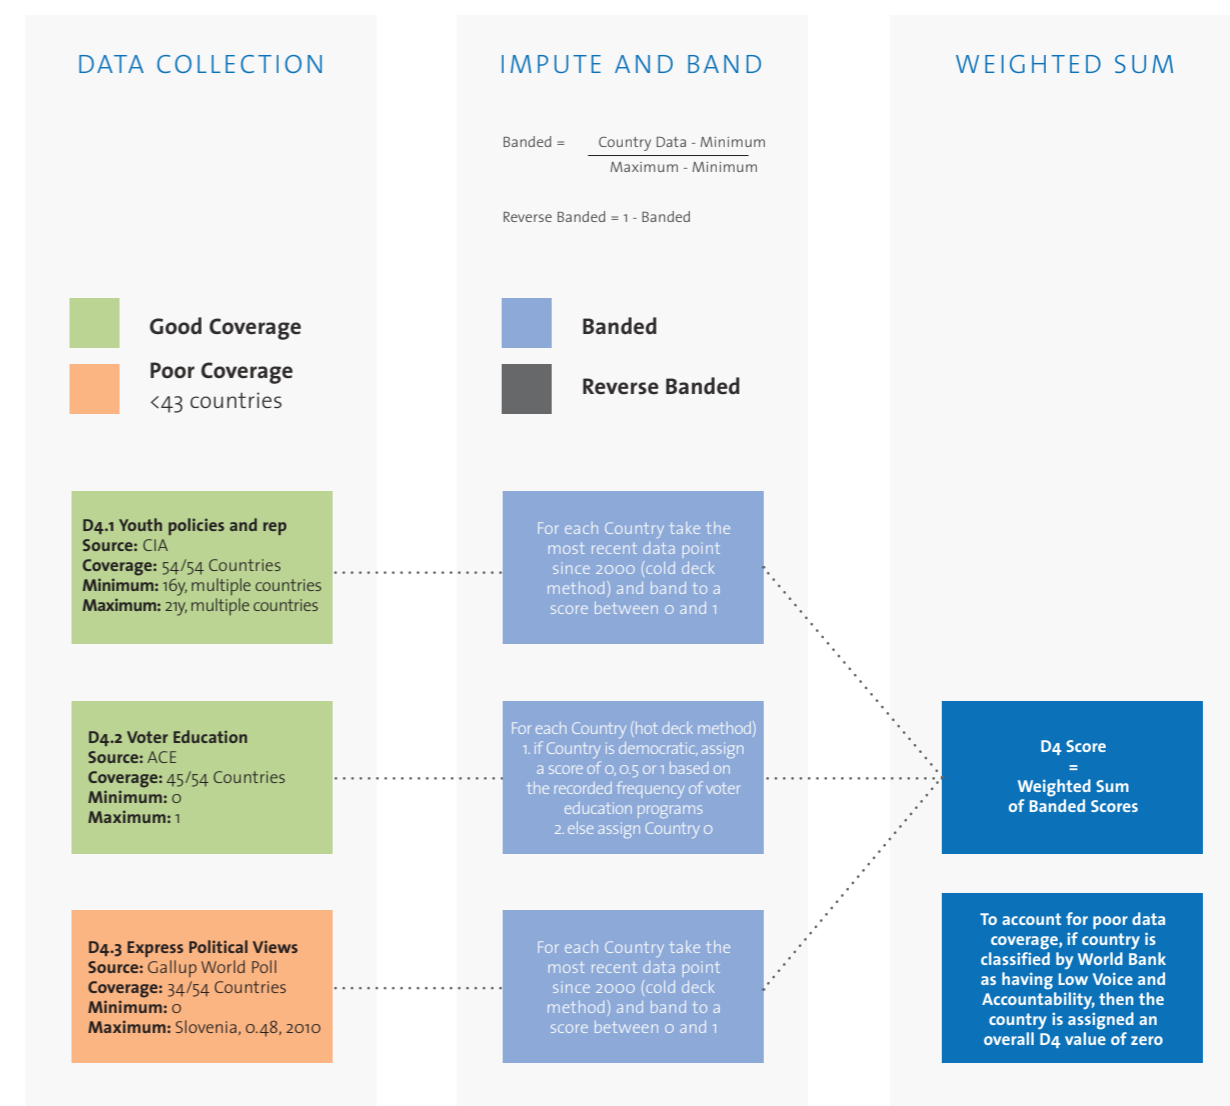 DATA COLLECTION
IMPUTE AND BAND
WEIGHTED SUM
Banded =
Country Data - Minimum
Maximum - Minimum
Reverse Banded = 1 - Banded
Good Coverage
Poor Coverage
<43 countries
Banded
Reverse Banded
D4.1 Youth policies and rep
Source: CIA
Coverage: 54/54 Countries
Minimum: 16y, multiple countries
Maximum: 21y, multiple countries
For each Country take the
most recent data point
since 2000 (cold deck
method) and band to a
score between 0 and 1
D4.2 Voter Education
Source: ACE
Coverage: 45/54 Countries
Minimum: 0
Maximum: 1
For each Country (hot deck method)
1. if Country is democratic, assign
a score of 0, 0.5 or 1 based on
the recorded frequency of voter
education programs
2. else assign Country 0
D4 Score
=
Weighted Sum
of Banded Scores
D4.3 Express Political Views
Source: Gallup World Poll
Coverage: 34/54 Countries
Minimum: 0
Maximum: Slovenia, 0.48, 2010
For each Country take the
most recent data point
since 2000 (cold deck
method) and band to a
score between 0 and 1
To account for poor data
coverage, if country is
classified by World Bank
as having Low Voice and
Accountability, then the
country is assigned an
overall D4 value of zero